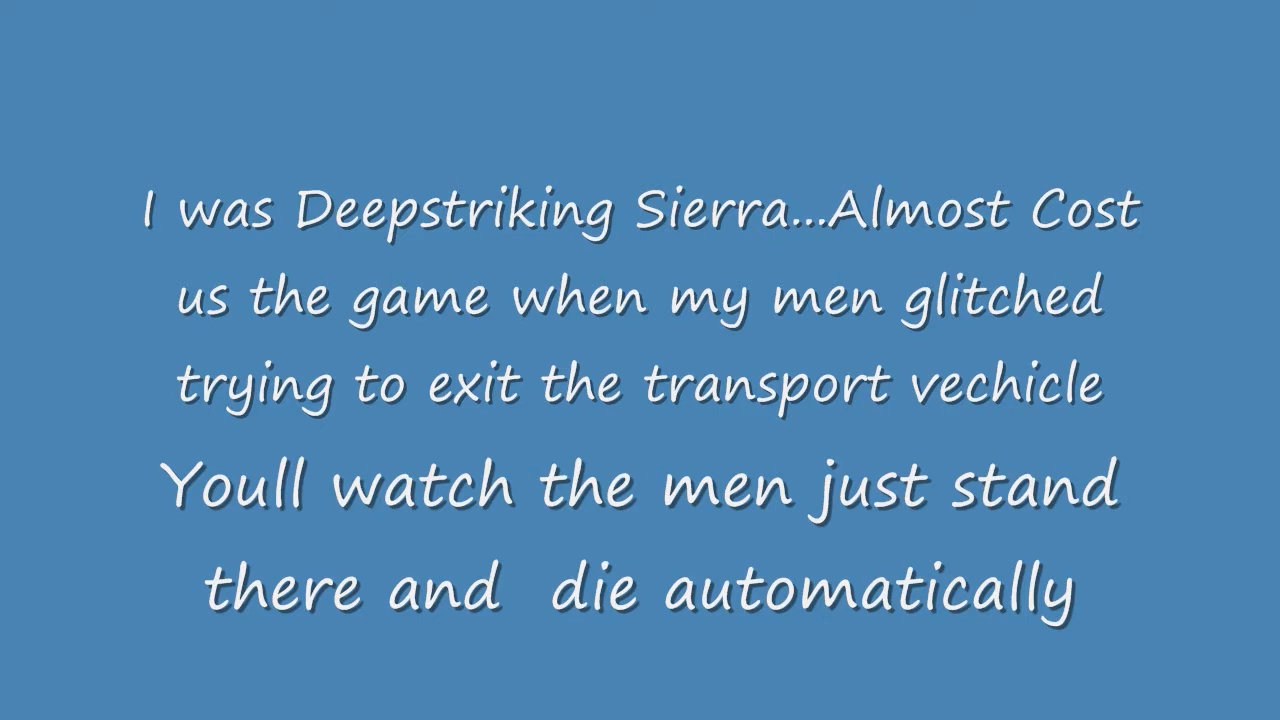 I was Deepstriking Sierra...Almost Cost
us the game when my men glitched
trying to exit the transport vechicle
Youll watch the men just stand
there and  die automatically